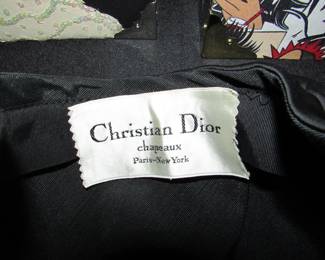 Christian Dior
chapeaux
Paris-New York